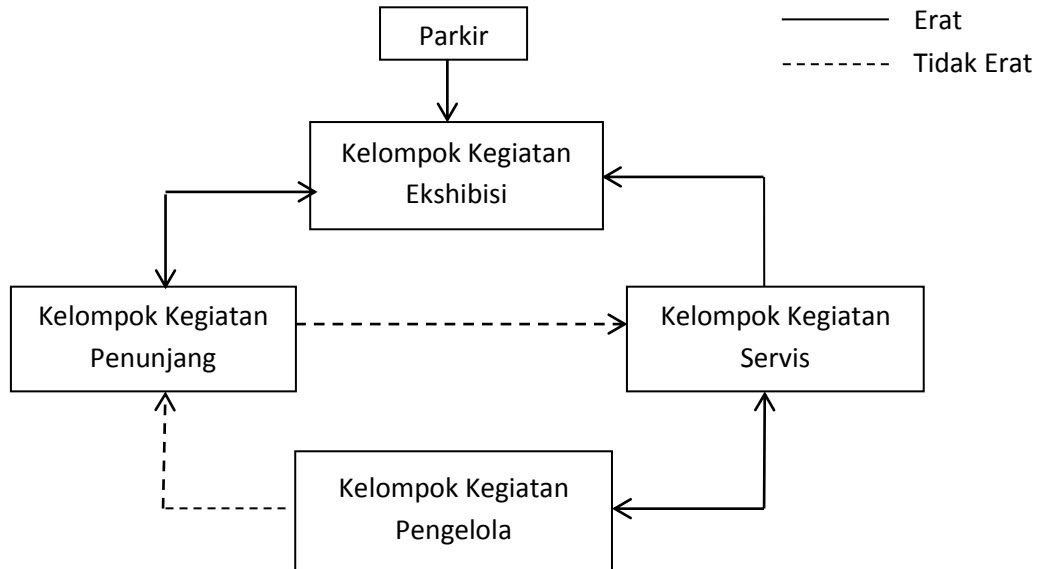 Parkir
Erat
Tidak Erat
Kelompok Kegiatan
Ekshibisi
Kelompok Kegiatan
Penunjang
Kelompok Kegiatan
Servis
Kelompok Kegiatan
Pengelola